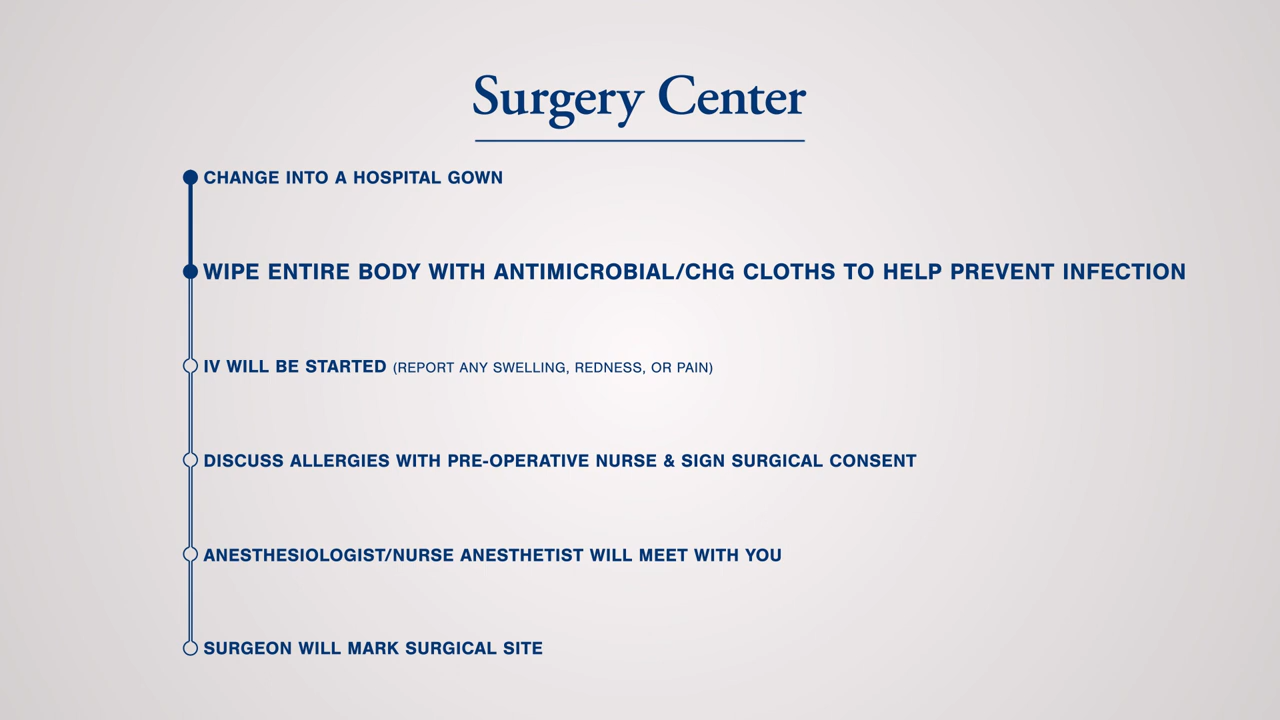 Surgery Center
CHANGE INTO A HOSPITAL GOWN
WIPE ENTIRE BODY WITH ANTIMICROBIAL/CHG CLOTHS TO HELP PREVENT INFECTION
IV WILL BE STARTED (REPORT ANY SWELLING, REDNESS, OR PAIN)
DISCUSS ALLERGIES WITH PRE-OPERATIVE NURSE & SIGN SURGICAL CONSENT
ANESTHESIOLOGIST/NURSE ANESTHETIST WILL MEET WITH YOU
SURGEON WILL MARK SURGICAL SITE